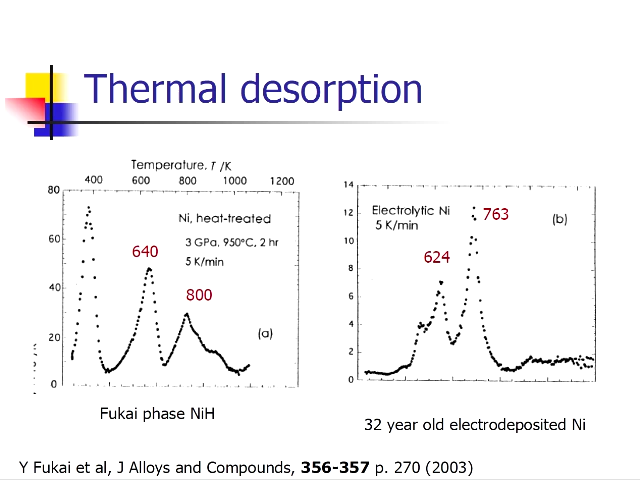 Thermal desorption
Temperature, T /K
400 600 800 1000 1200
80
60
40
20
0
Ni, heat-treated
3 GPa, 950°C, 2 hr
5 K/min
640
800
(a)
Fukai phase NiH
14
12
10
8
6
4
2
0
Electrolytic Ni
5 K/min
763
(b)
624
32 year old electrodeposited Ni
Y Fukai et al, J Alloys and Compounds, 356-357 p. 270 (2003)